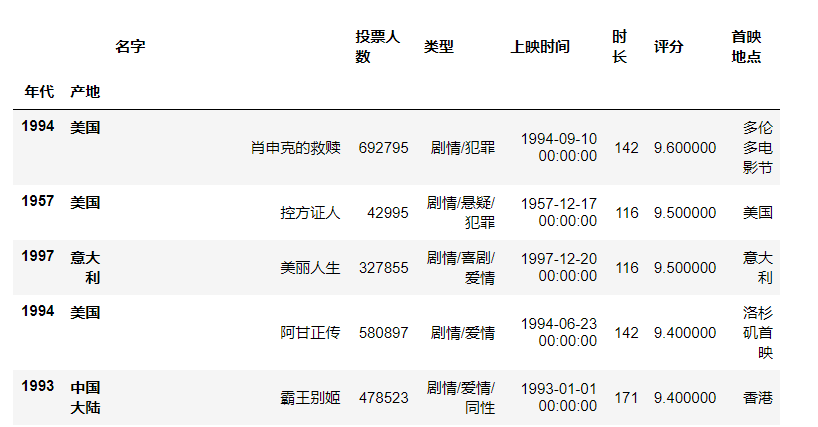 名字 投票人数 类型 上映时间 时长 评分 首映地点
年代 产地
1994 美国 肖申克的救赎 692795 剧情/犯罪 1994-09-10 00:00:00 142 9.600000 多伦多电影节
1957 美国 控方证人 42995 剧情/悬疑/犯罪 1957-12-17 00:00:00 116 9.500000 美国
1997 意大利 美丽人生 327855 剧情/喜剧/爱情 1997-12-20 00:00:00 116 9.500000 意大利
1994 美国 阿甘正传 580897 剧情/爱情 1994-06-23 00:00:00 142 9.400000 洛杉矶首映
1993 中国大陆 霸王别姬 478523 剧情/爱情/同性 1993-01-01 00:00:00 171 9.400000 香港